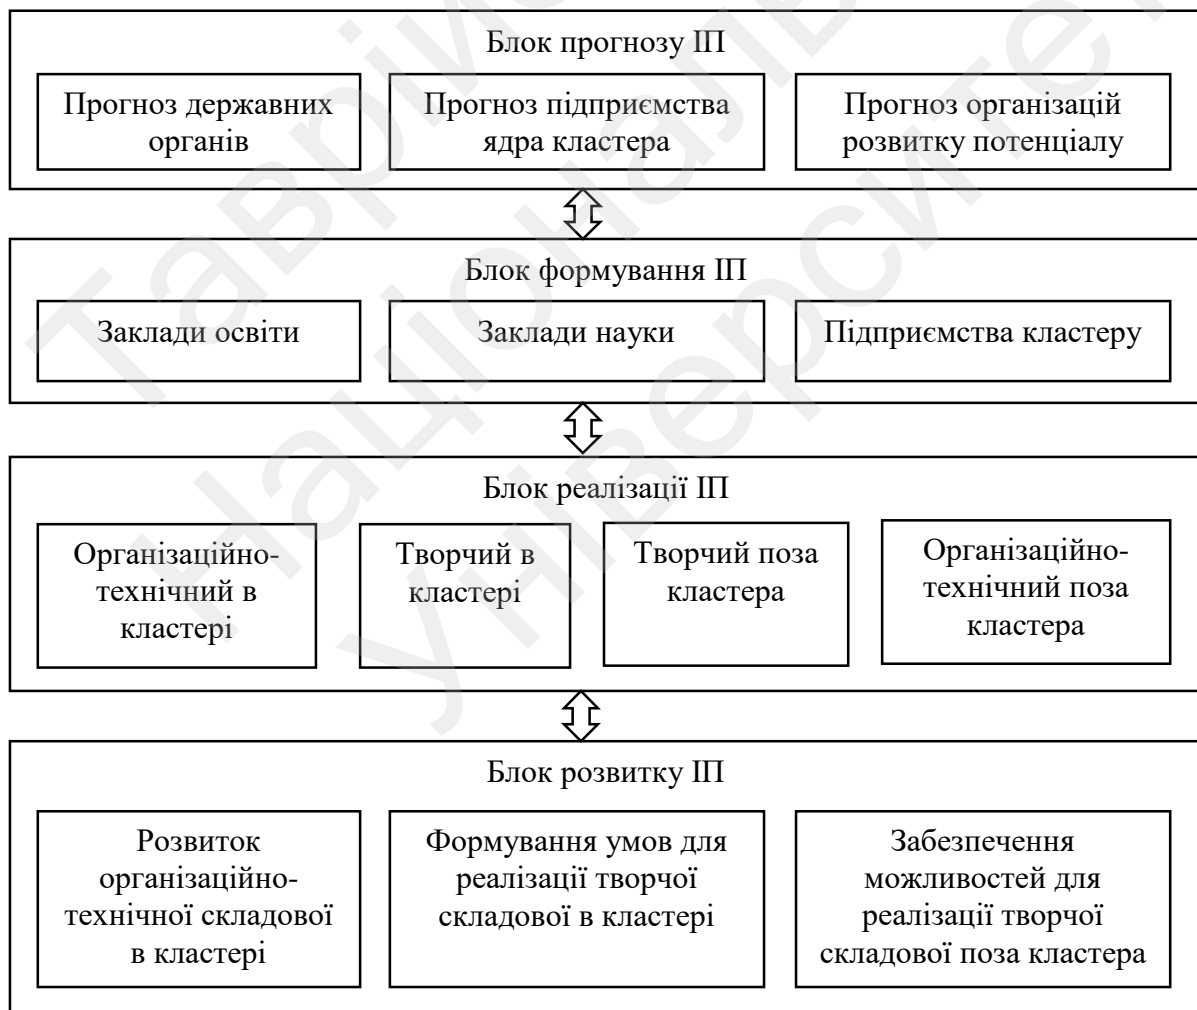 Блок прогнозу ІП
Прогноз державних
органів
Прогноз підприємства
ядра кластера
Прогноз організацій
розвитку потенціалу
Блок формування ІП
Заклади освіти
Заклади науки
Підприємства кластеру
Блок реалізації ІП
Організаційно-
технічний в
кластері
Творчий в
кластері
Творчий поза
кластера
Організаційно-
технічний поза
кластера
Блок розвитку ІП
Розвиток
організаційно-
технічної складової
в кластері
Формування умов для
реалізації творчої
складової в кластері
Забезпечення
можливостей для
реалізації творчої
складової поза кластера